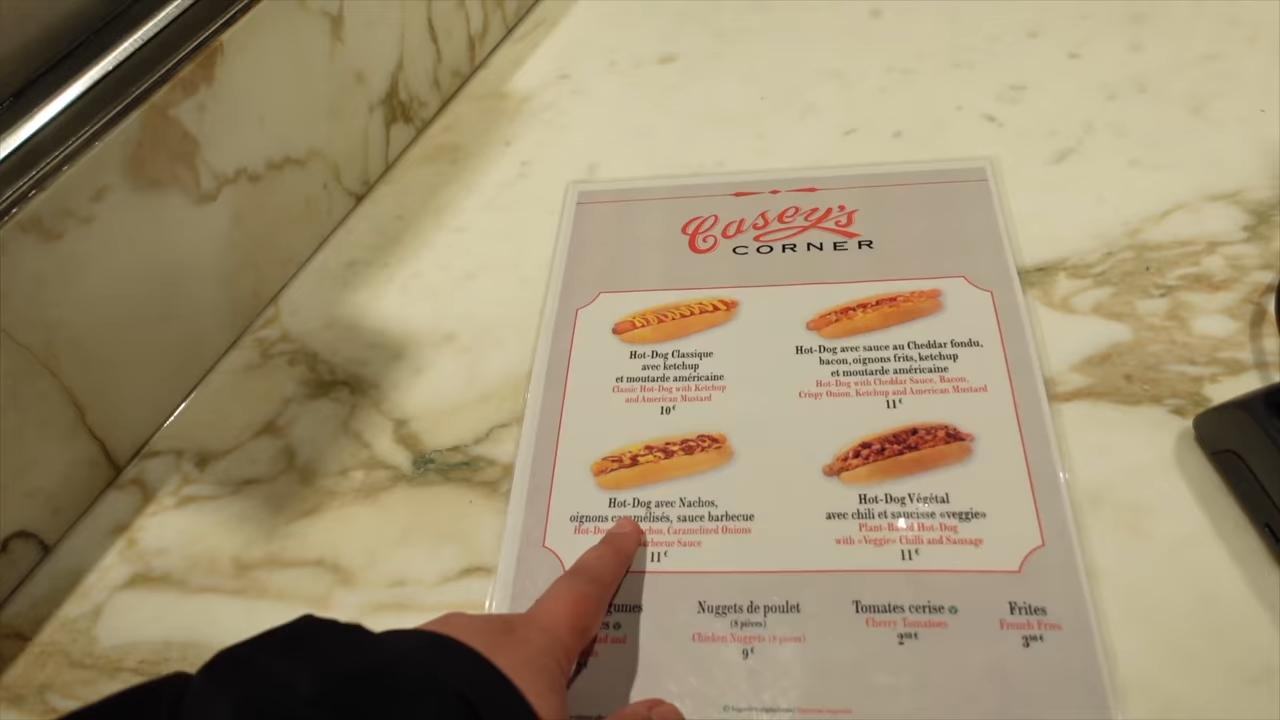 Casey's
CORNER
Hot-Dog Classique
avec ketchup
et moutarde américaine
Classic Hot-Dog with Ketchup
and American Mustard
10€
Hot-Dog avec sauce au Cheddar fondu,
bacon, oignons frits, ketchup
et moutarde américaine
Hot-Dog with Cheddar Sauce, Bacon,
Crispy Onion, Ketchup and American Mustard
11€
Hot-Dog avec Nachos,
oignons caramélisés, sauce barbecue
Caramelized Onions
Sauce
11€
Hot-Dog Végétal
avec chili et saucisse «veggie»
Plant-Based Hot-Dog
with «Veggie» Chilli and Sausage
11€
Nuggets de poulet
(8 pièces)
Chicken Nuggets (8 pieces)
9€
Tomates cerise
Cherry Tomatoes
Frites
French Fries